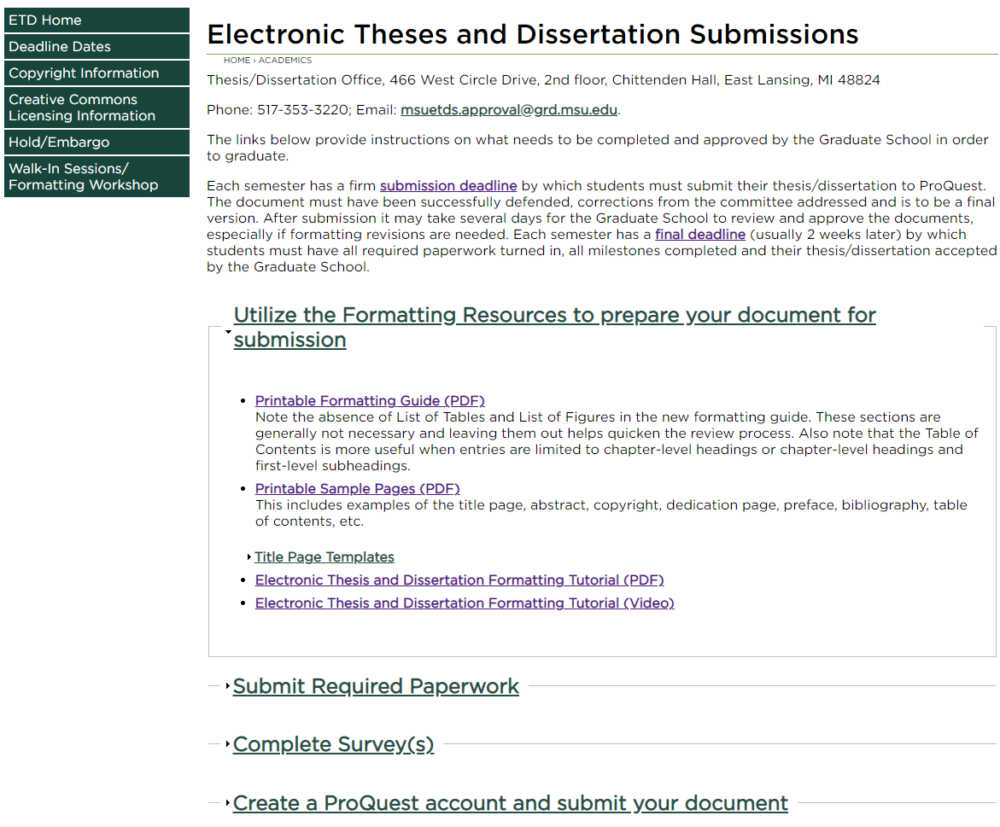 ETD Home
Deadline Dates
Copyright Information
Creative Commons
Licensing Information
Hold/Embargo
Walk-In Sessions/
Formatting Workshop
Electronic Theses and Dissertation Submissions
HOME › ACADEMICS
Thesis/Dissertation Office, 466 West Circle Drive, 2nd floor, Chittenden Hall, East Lansing, MI 48824
Phone: 517-353-3220; Email: msuetds.approval@grd.msu.edu.
The links below provide instructions on what needs to be completed and approved by the Graduate School in order
to graduate.
Each semester has a firm submission deadline by which students must submit their thesis/dissertation to ProQuest.
The document must have been successfully defended, corrections from the committee addressed and is to be a final
version. After submission it may take several days for the Graduate School to review and approve the documents,
especially if formatting revisions are needed. Each semester has a final deadline (usually 2 weeks later) by which
students must have all required paperwork turned in, all milestones completed and their thesis/dissertation accepted
by the Graduate School.
Utilize the Formatting Resources to prepare your document for
submission
• Printable Formatting Guide (PDF)
Note the absence of List of Tables and List of Figures in the new formatting guide. These sections are
generally not necessary and leaving them out helps quicken the review process. Also note that the Table of
Contents is more useful when entries are limited to chapter-level headings or chapter-level headings and
first-level subheadings.
• Printable Sample Pages (PDF)
This includes examples of the title page, abstract, copyright, dedication page, preface, bibliography, table
of contents, etc.
Title Page Templates
• Electronic Thesis and Dissertation Formatting Tutorial (PDF)
• Electronic Thesis and Dissertation Formatting Tutorial (Video)
Submit Required Paperwork
Complete Survey(s)
Create a ProQuest account and submit your document